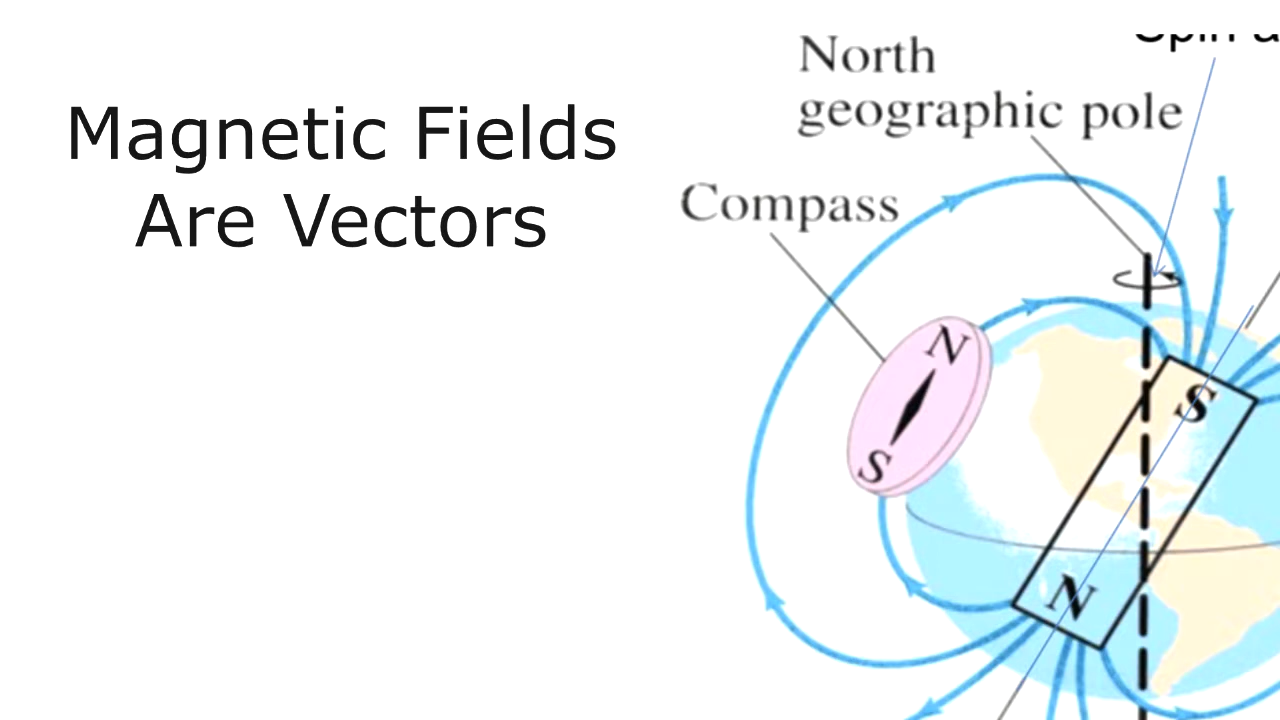 Magnetic Fields
Are Vectors
North
geographic pole
Compass
N
S
S
N